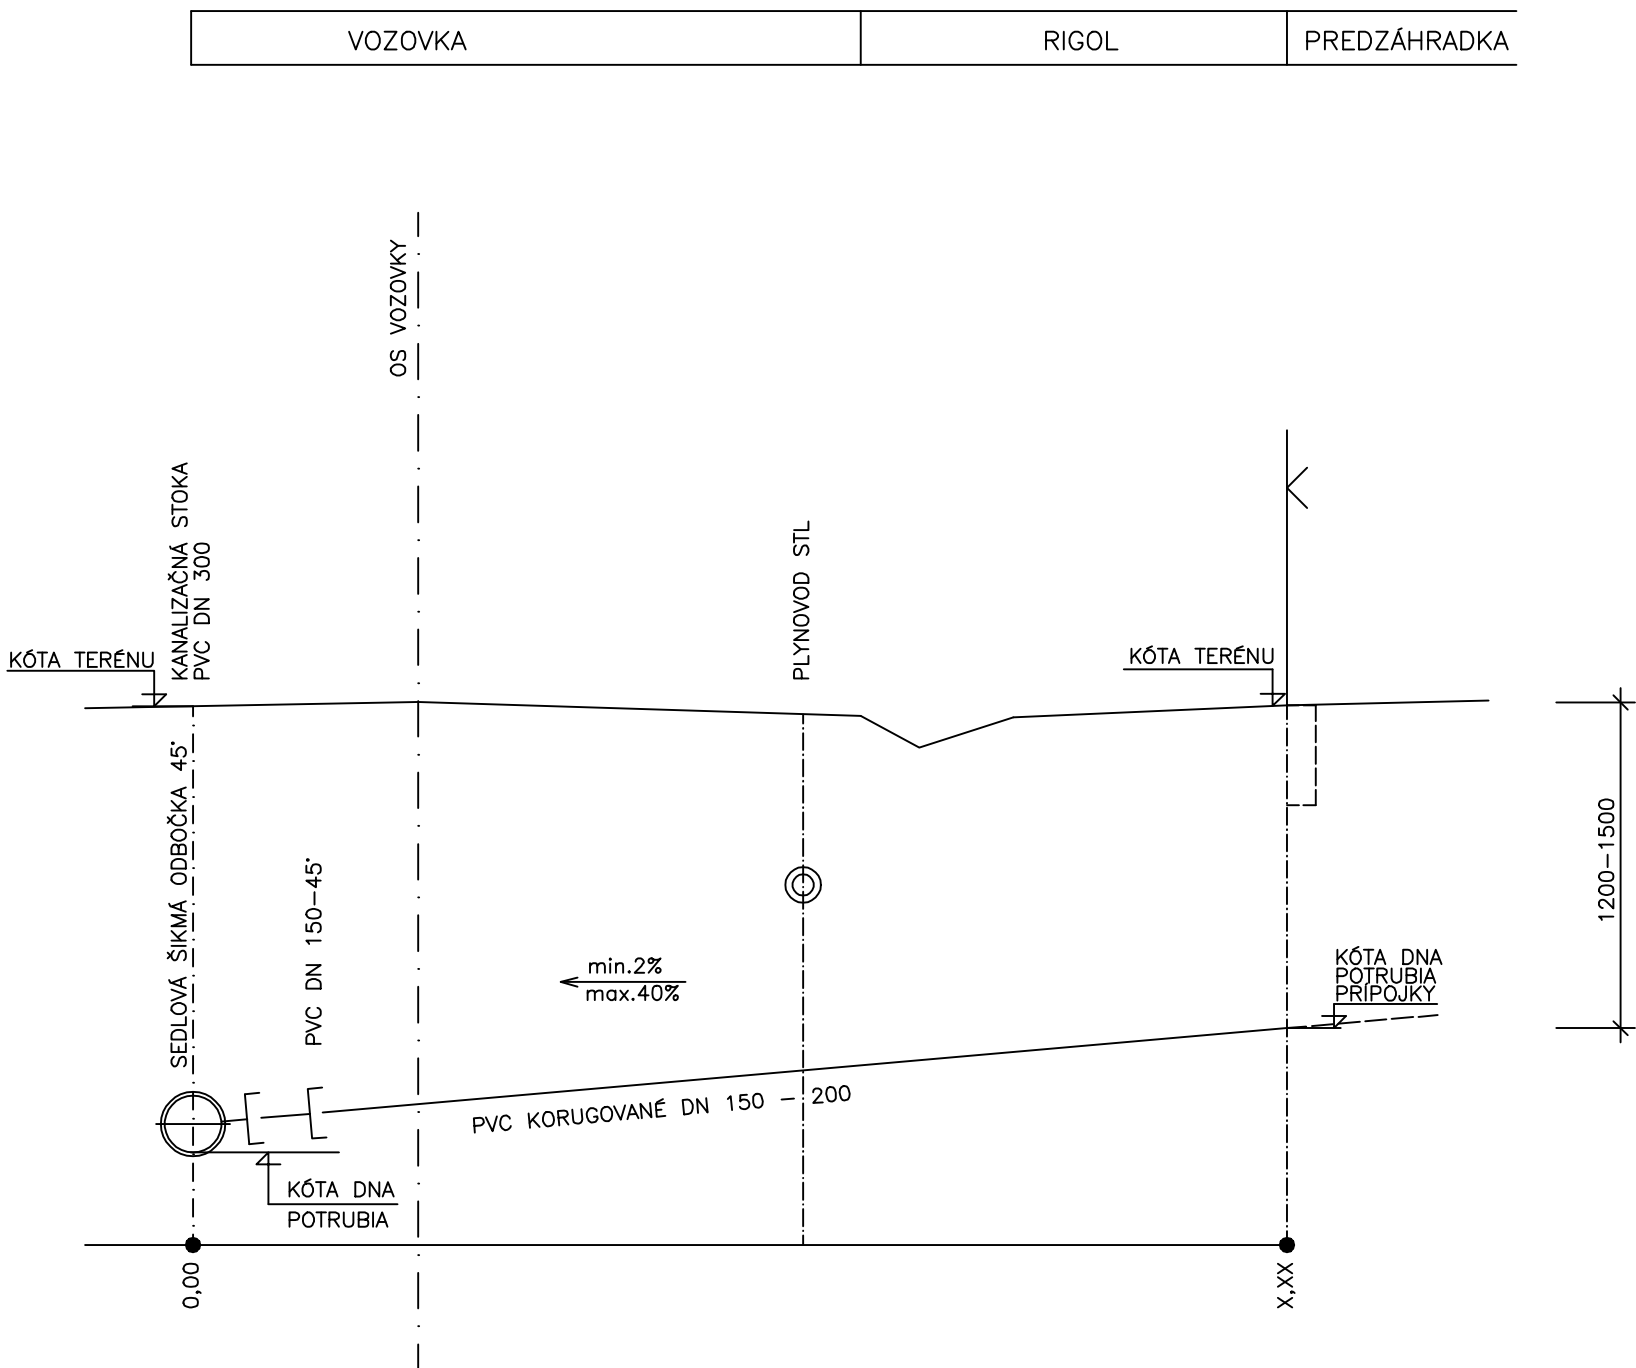 VOZOVKA
RIGOL
PREDZÁHRADKA
OS VOZOVKY
KANALIZAČNÁ STOKA
PVC DN 300
PLYNOVOD STL
KÓTA TERÉNU
KÓTA TERÉNU
SEDLOVÁ ŠIKMÁ ODBOČKA 45°
PVC DN 150-45°
1200-1500
min.2%
max.40%
KÓTA DNA
POTRUBIA
PRÍPOJKY
PVC KORUGOVANÉ DN 150 - 200
KÓTA DNA
POTRUBIA
0,00
X,XX